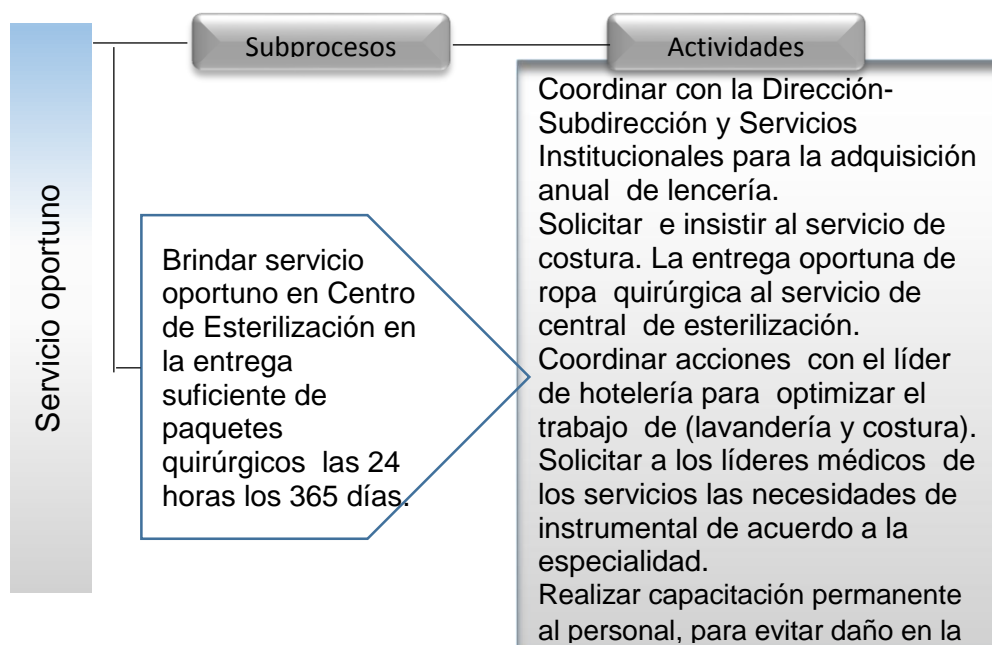 Subprocesos
Actividades
Servicio oportuno
Brindar servicio
oportuno en Centro
de Esterilización en
la entrega
suficiente de
paquetes
quirúrgicos las 24
horas los 365 días.
Coordinar con la Dirección-
Subdirección y Servicios
Institucionales para la adquisición
anual de lencería.
Solicitar e insistir al servicio de
costura. La entrega oportuna de
ropa quirúrgica al servicio de
central de esterilización.
Coordinar acciones con el líder
de hotelería para optimizar el
trabajo de (lavandería y costura).
Solicitar a los líderes médicos de
los servicios las necesidades de
instrumental de acuerdo a la
especialidad.
Realizar capacitación permanente
al personal, para evitar daño en la